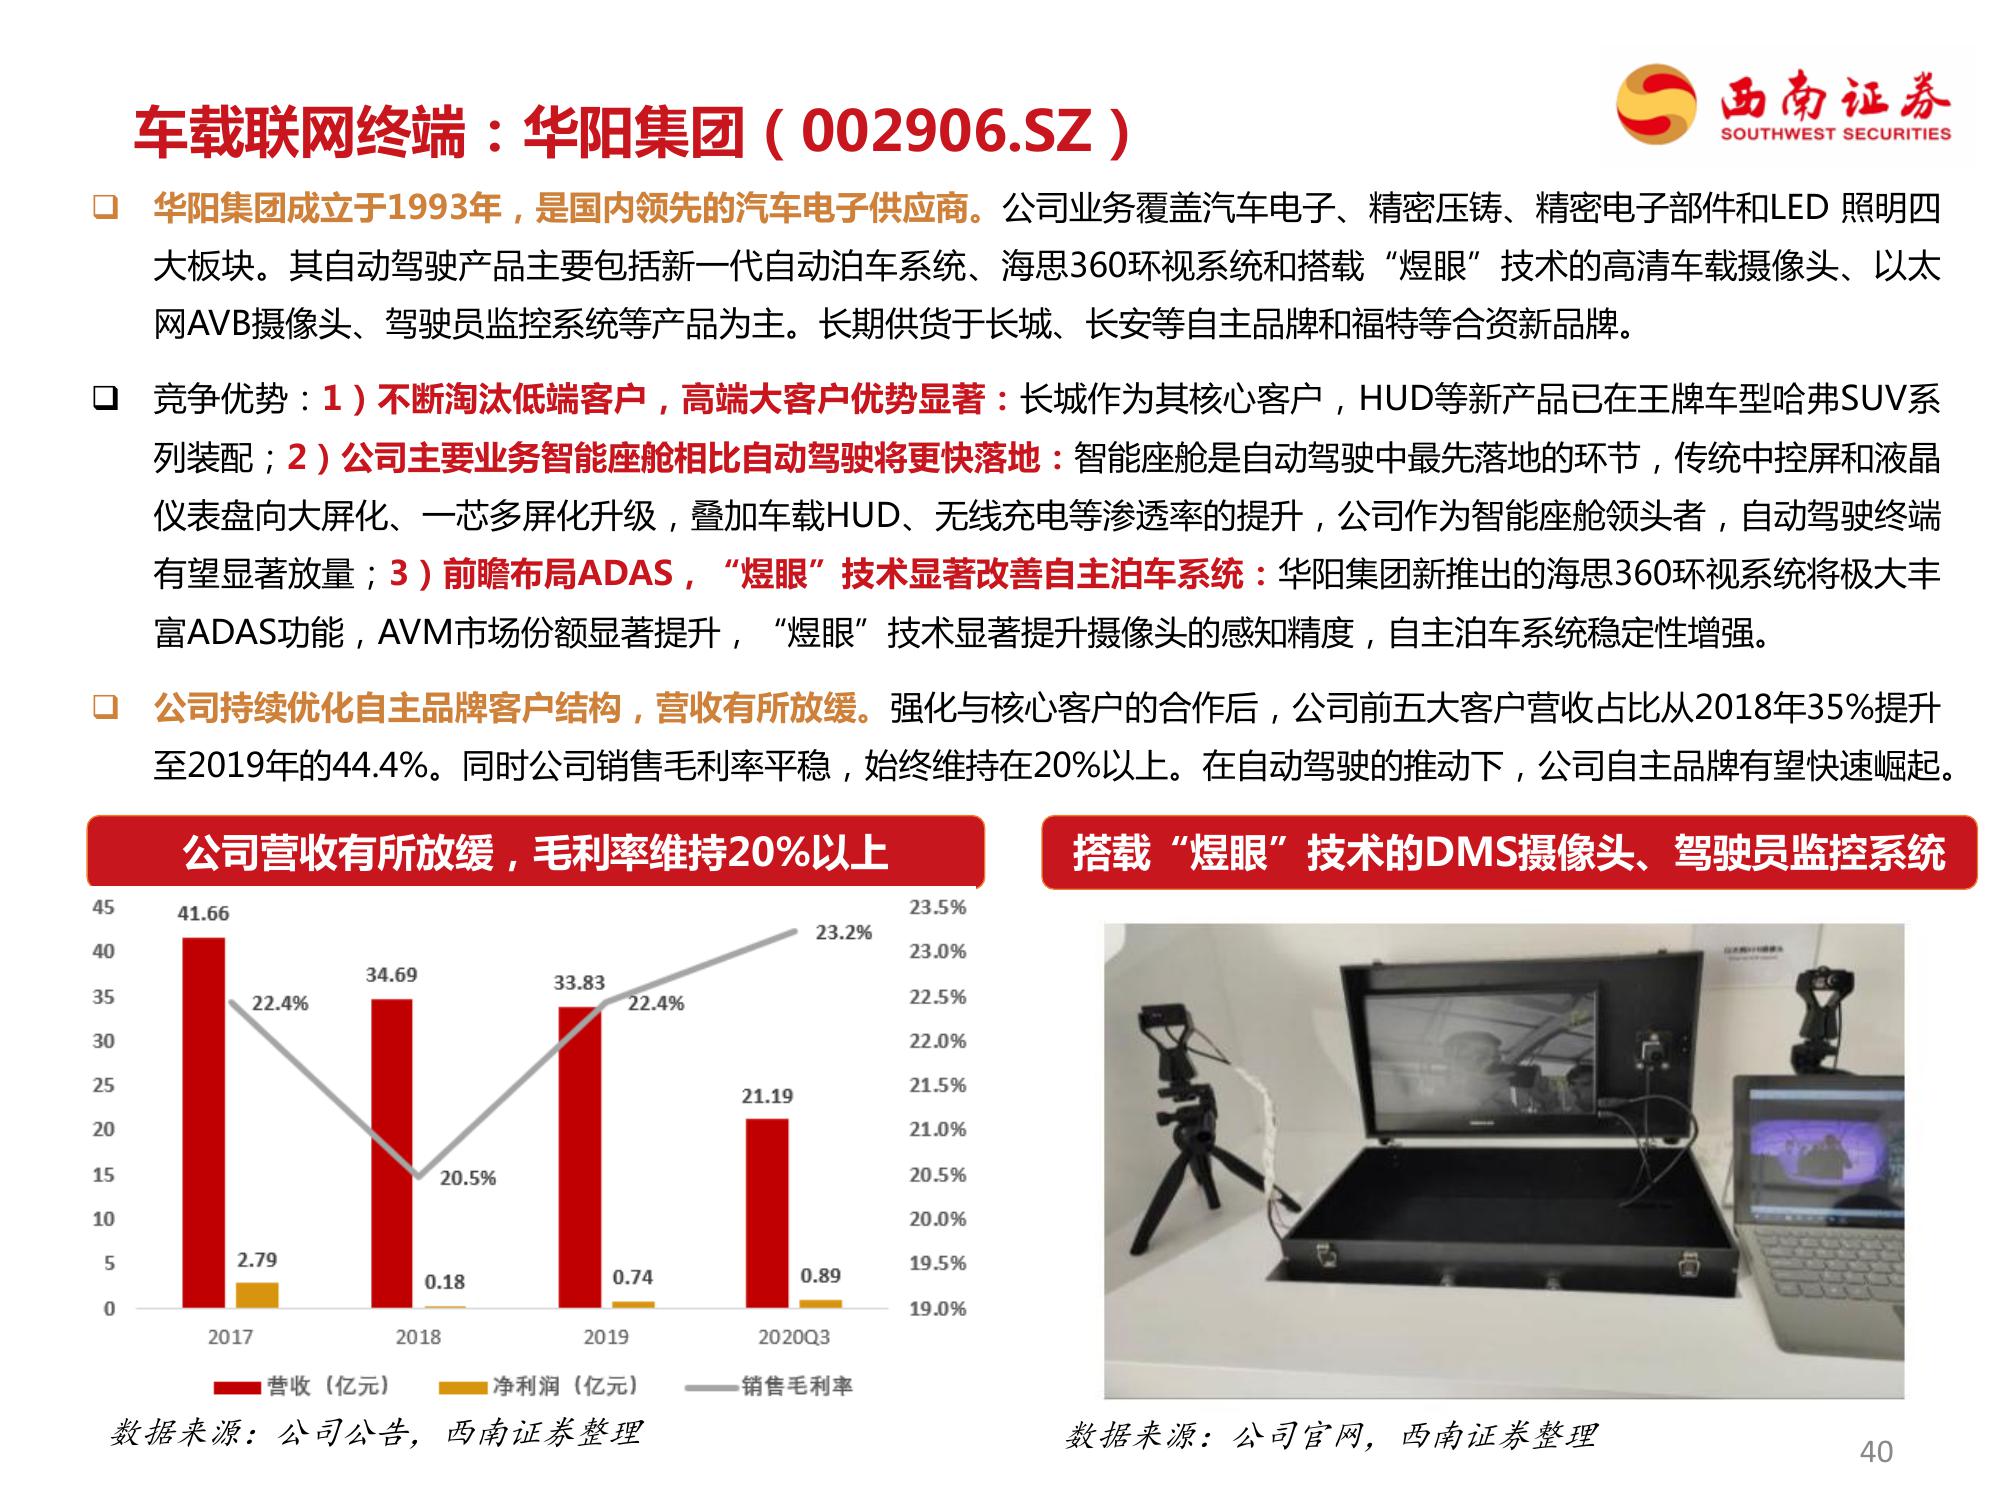 西南证券
SOUTHWEST SECURITIES
车载联网终端：华阳集团（002906.SZ）
❑ 华阳集团成立于1993年，是国内领先的汽车电子供应商。公司业务覆盖汽车电子、精密压铸、精密电子部件和LED 照明四
大板块。其自动驾驶产品主要包括新一代自动泊车系统、海思360环视系统和搭载“煜眼”技术的高清车载摄像头、以太
网AVB摄像头、驾驶员监控系统等产品为主。长期供货于长城、长安等自主品牌和福特等合资新品牌。
❑ 竞争优势：1）不断淘汰低端客户，高端大客户优势显著：长城作为其核心客户，HUD等新产品已在王牌车型哈弗SUV系
列装配；2）公司主要业务智能座舱相比自动驾驶将更快落地：智能座舱是自动驾驶中最先落地的环节，传统中控屏和液晶
仪表盘向大屏化、一芯多屏化升级，叠加车载HUD、无线充电等渗透率的提升，公司作为智能座舱领头者，自动驾驶终端
有望显著放量；3）前瞻布局ADAS，“煜眼”技术显著改善自主泊车系统：华阳集团新推出的海思360环视系统将极大丰
富ADAS功能，AVM市场份额显著提升，“煜眼”技术显著提升摄像头的感知精度，自主泊车系统稳定性增强。
❑ 公司持续优化自主品牌客户结构，营收有所放缓。强化与核心客户的合作后，公司前五大客户营收占比从2018年35%提升
至2019年的44.4%。同时公司销售毛利率平稳，始终维持在20%以上。在自动驾驶的推动下，公司自主品牌有望快速崛起。
公司营收有所放缓，毛利率维持20%以上
45
40
35
30
25
20
15
10
5
0
41.66
34.69
33.83
21.19
2.79
0.18
0.74
0.89
22.4%
20.5%
22.4%
23.2%
23.5%
23.0%
22.5%
22.0%
21.5%
21.0%
20.5%
20.0%
19.5%
19.0%
2017 2018 2019 2020Q3
营收（亿元） 净利润（亿元） 销售毛利率
数据来源：公司公告，西南证券整理
搭载“煜眼”技术的DMS摄像头、驾驶员监控系统
数据来源：公司官网，西南证券整理
40